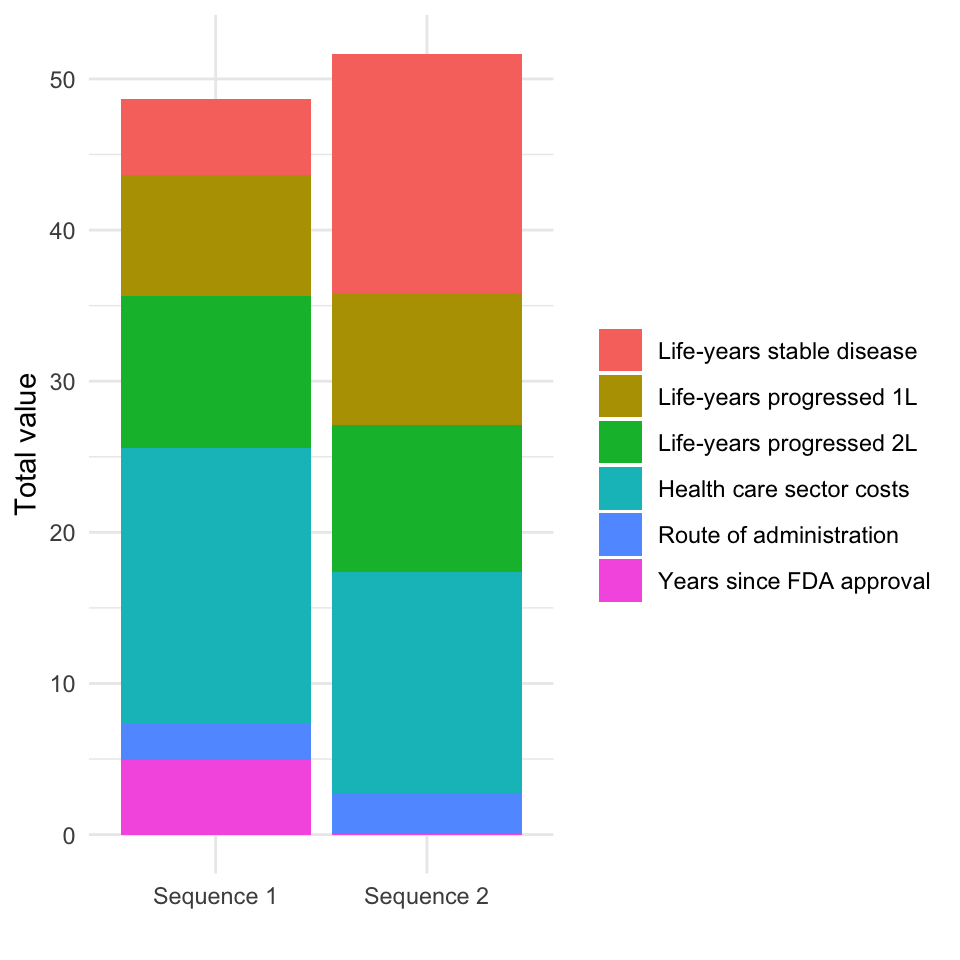 Total value
50
40
30
20
10
0
Sequence 1
Sequence 2
Life-years stable disease
Life-years progressed 1L
Life-years progressed 2L
Health care sector costs
Route of administration
Years since FDA approval